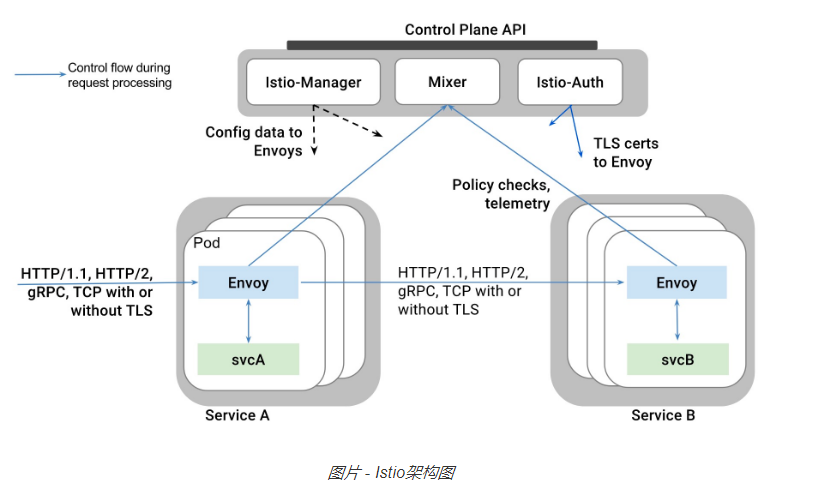 Control Plane API
Control flow during
request processing
Istio-Manager
Mixer
Istio-Auth
Config data to
Envoys
TLS certs
to Envoy
Policy checks,
telemetry
Pod
HTTP/1.1, HTTP/2,
gRPC, TCP with or
without TLS
Envoy
HTTP/1.1, HTTP/2,
gRPC, TCP with or
without TLS
Envoy
svcA
svcB
Service A
Service B
图片 - Istio架构图